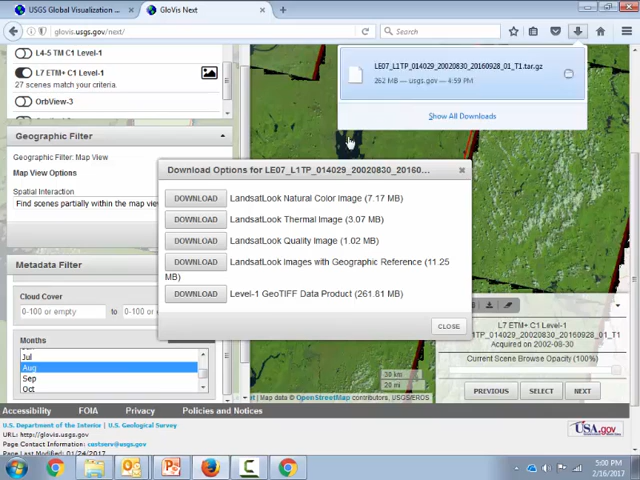 USGS Global Visualization ...
GloVis Next
glovis.usgs.gov/next/
Search
LE07_L1TP_014029_20020830_20160928_01_T1.tar.gz
262 MB — usgs.gov — 4:59 PM
Show All Downloads
L4-5 TM C1 Level-1
L7 ETM+ C1 Level-1
27 scenes match your criteria.
OrbView-3
Geographic Filter
Geographic Filter: Map View
Map View Options
Spatial Intersection
Find scenes partially within the map vie
Download Options for LE07_L1TP_014029_20020830_20160...
DOWNLOAD LandsatLook Natural Color Image (7.17 MB)
DOWNLOAD LandsatLook Thermal Image (3.07 MB)
DOWNLOAD LandsatLook Quality Image (1.02 MB)
DOWNLOAD LandsatLook Images with Geographic Reference (11.25 MB)
DOWNLOAD Level-1 GeoTIFF Data Product (261.81 MB)
CLOSE
Metadata Filter
Cloud Cover
0-100 or empty to 0-100 or
Months
Jul
Aug
Sep
Oct
L7 ETM+ C1 Level-1
_L1TP_014029_20020830_20160928_01_T1
Acquired on 2002-08-30
Current Scene Browse Opacity (100%)
PREVIOUS SELECT NEXT
30 km
20 mi
Map data © OpenStreetMap contributors, USGS/EROS
Accessibility FOIA Privacy Policies and Notices
U.S. Department of the Interior | U.S. Geological Survey
URL: http://glovis.usgs.gov
Page Contact Information: custserv@usgs.gov
Page Last Modified: 01/24/2017
USA.gov
5:00 PM
2/16/2017